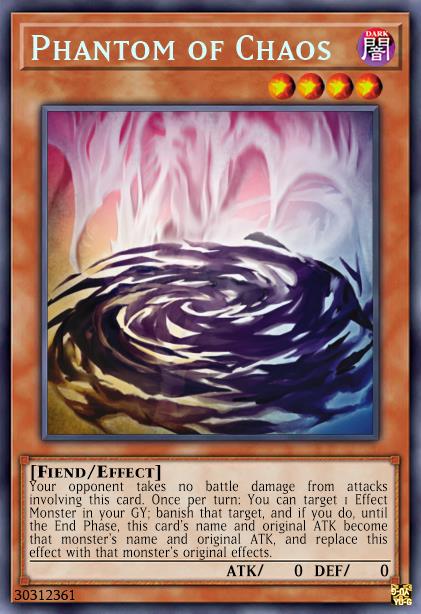 PHANTOM OF CHAOS
DARK
闇
[FIEND/EFFECT]
Your opponent takes no battle damage from attacks
involving this card. Once per turn: You can target 1 Effect
Monster in your GY; banish that target, and if you do, until
the End Phase, this card's name and original ATK become
that monster's name and original ATK, and replace this
effect with that monster's original effects.
ATK/ 0 DEF/ 0
30312361